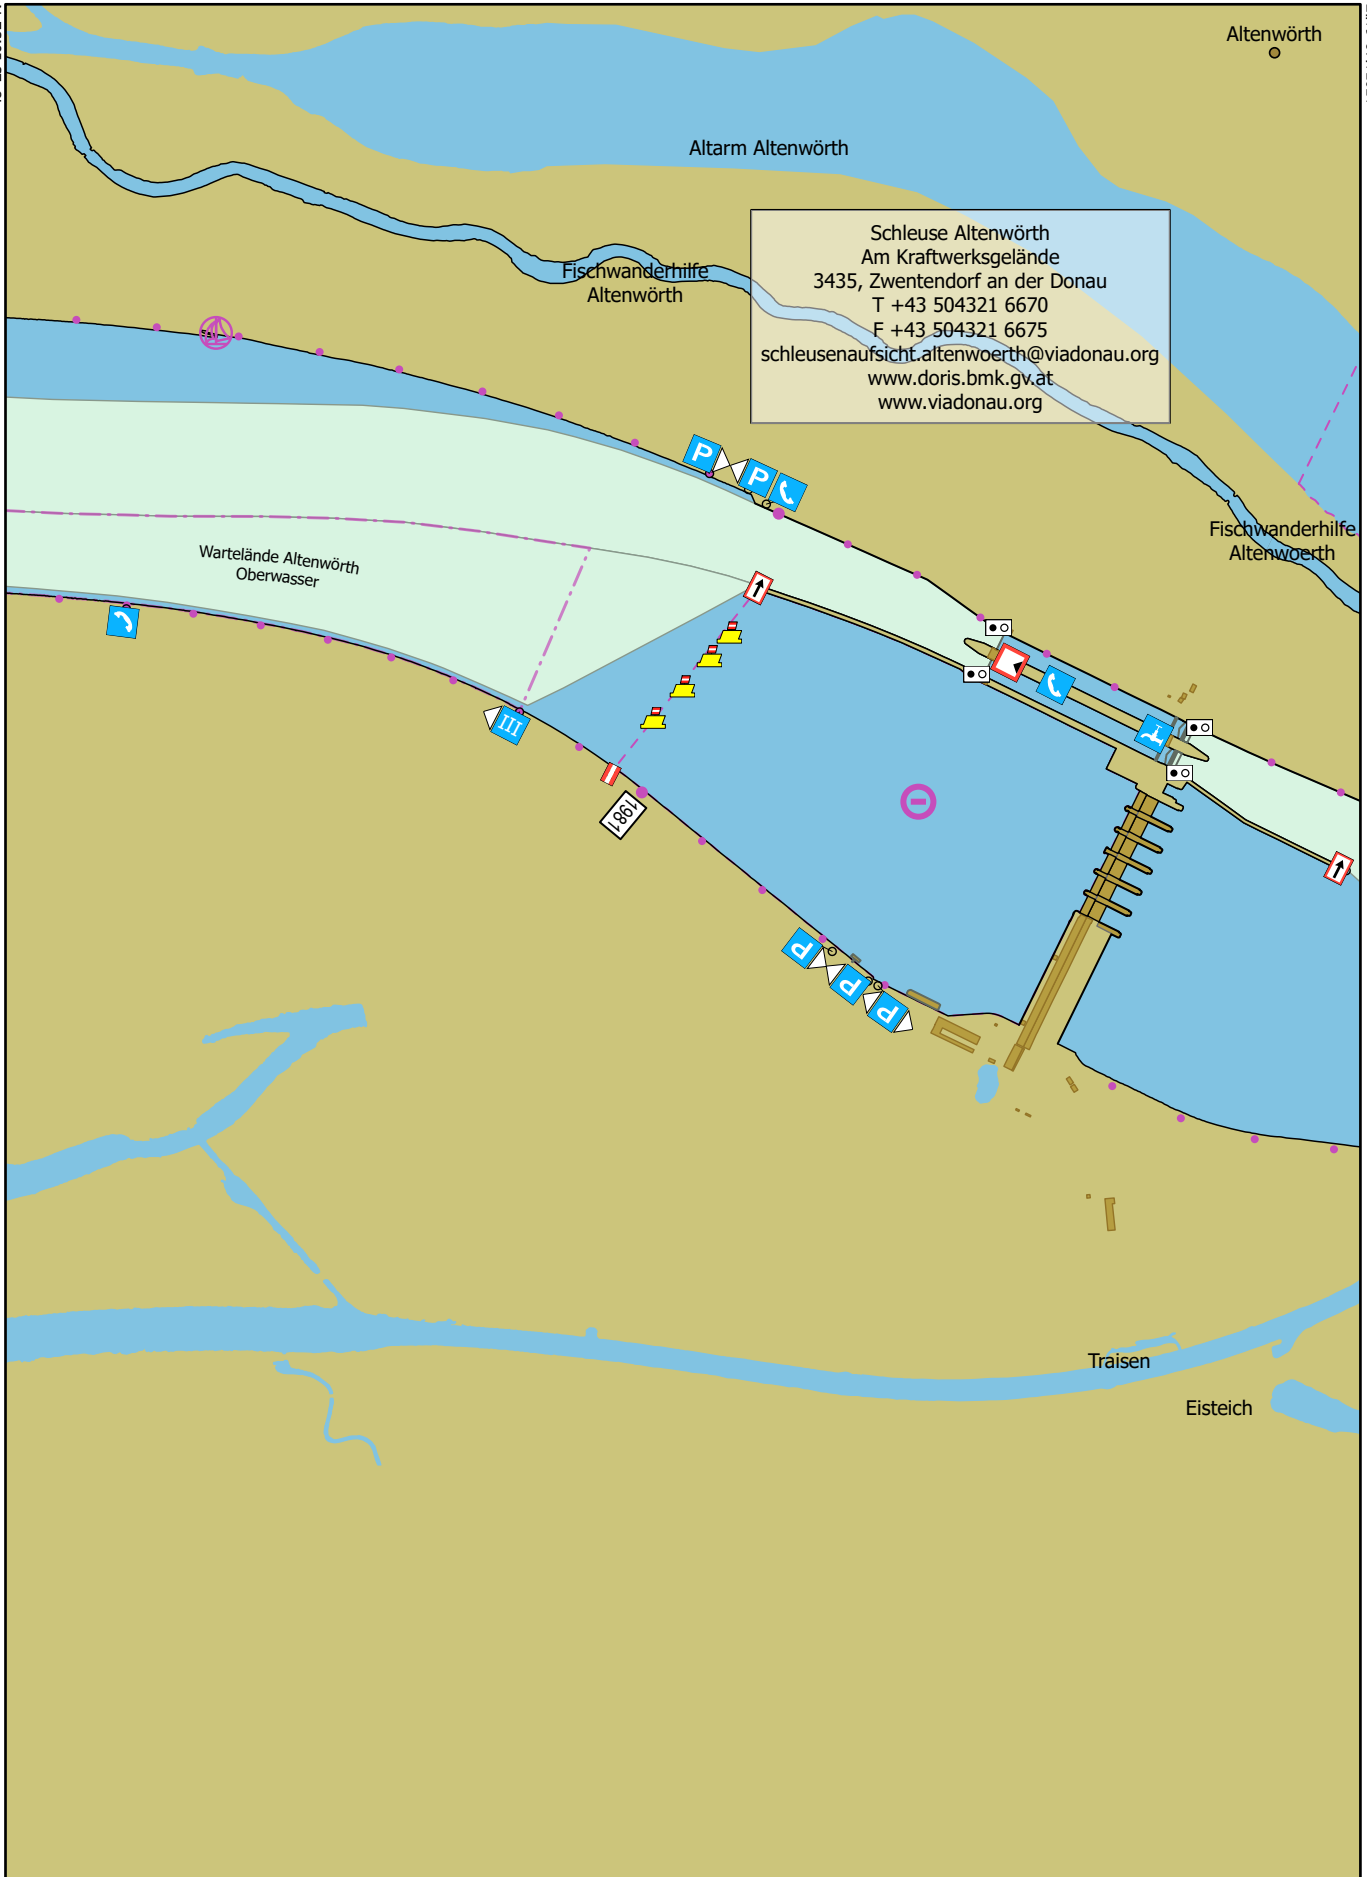 Altenwörth
Altarm Altenwörth
Schleuse Altenwörth
Am Kraftwerksgelände
3435, Zwentendorf an der Donau
T +43 504321 6670
F +43 504321 6675
schleusenaufsicht.altenwoerth@viadonau.org
www.doris.bmk.gv.at
www.viadonau.org
Fischwanderhilfe
Altenwörth
P
P
Fischwanderhilfe
Altenwoerth
Wartelände Altenwörth
Oberwasser
III
1981
P
P
P
Traisen
Eisteich